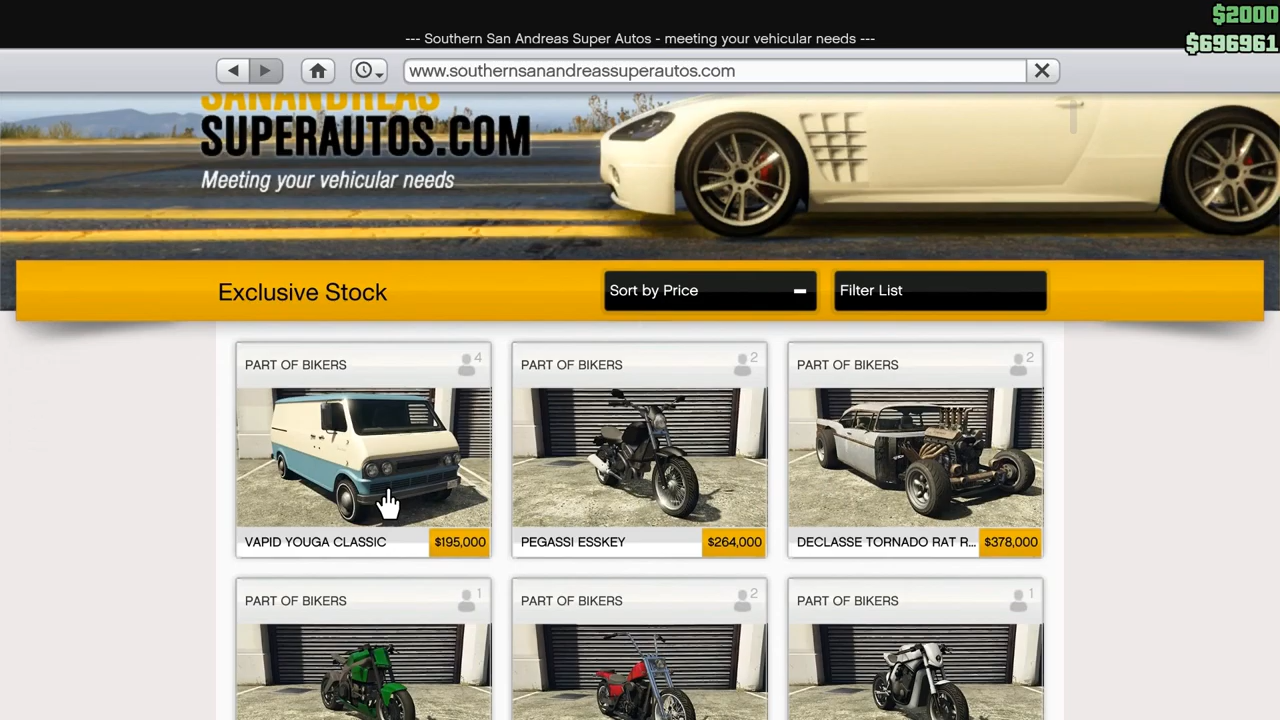 $2000
--- Southern San Andreas Super Autos - meeting your vehicular needs ---
$696961
www.southernsanandreassuperautos.com
SANANDREAS
SUPERAUTOS.COM
Meeting your vehicular needs
Exclusive Stock
Sort by Price
Filter List
PART OF BIKERS 4
PART OF BIKERS 2
PART OF BIKERS 2
VAPID YOUGA CLASSIC $195,000
PEGASSI ESSKEY $264,000
DECLASSE TORNADO RAT R... $378,000
PART OF BIKERS 1
PART OF BIKERS 2
PART OF BIKERS 1